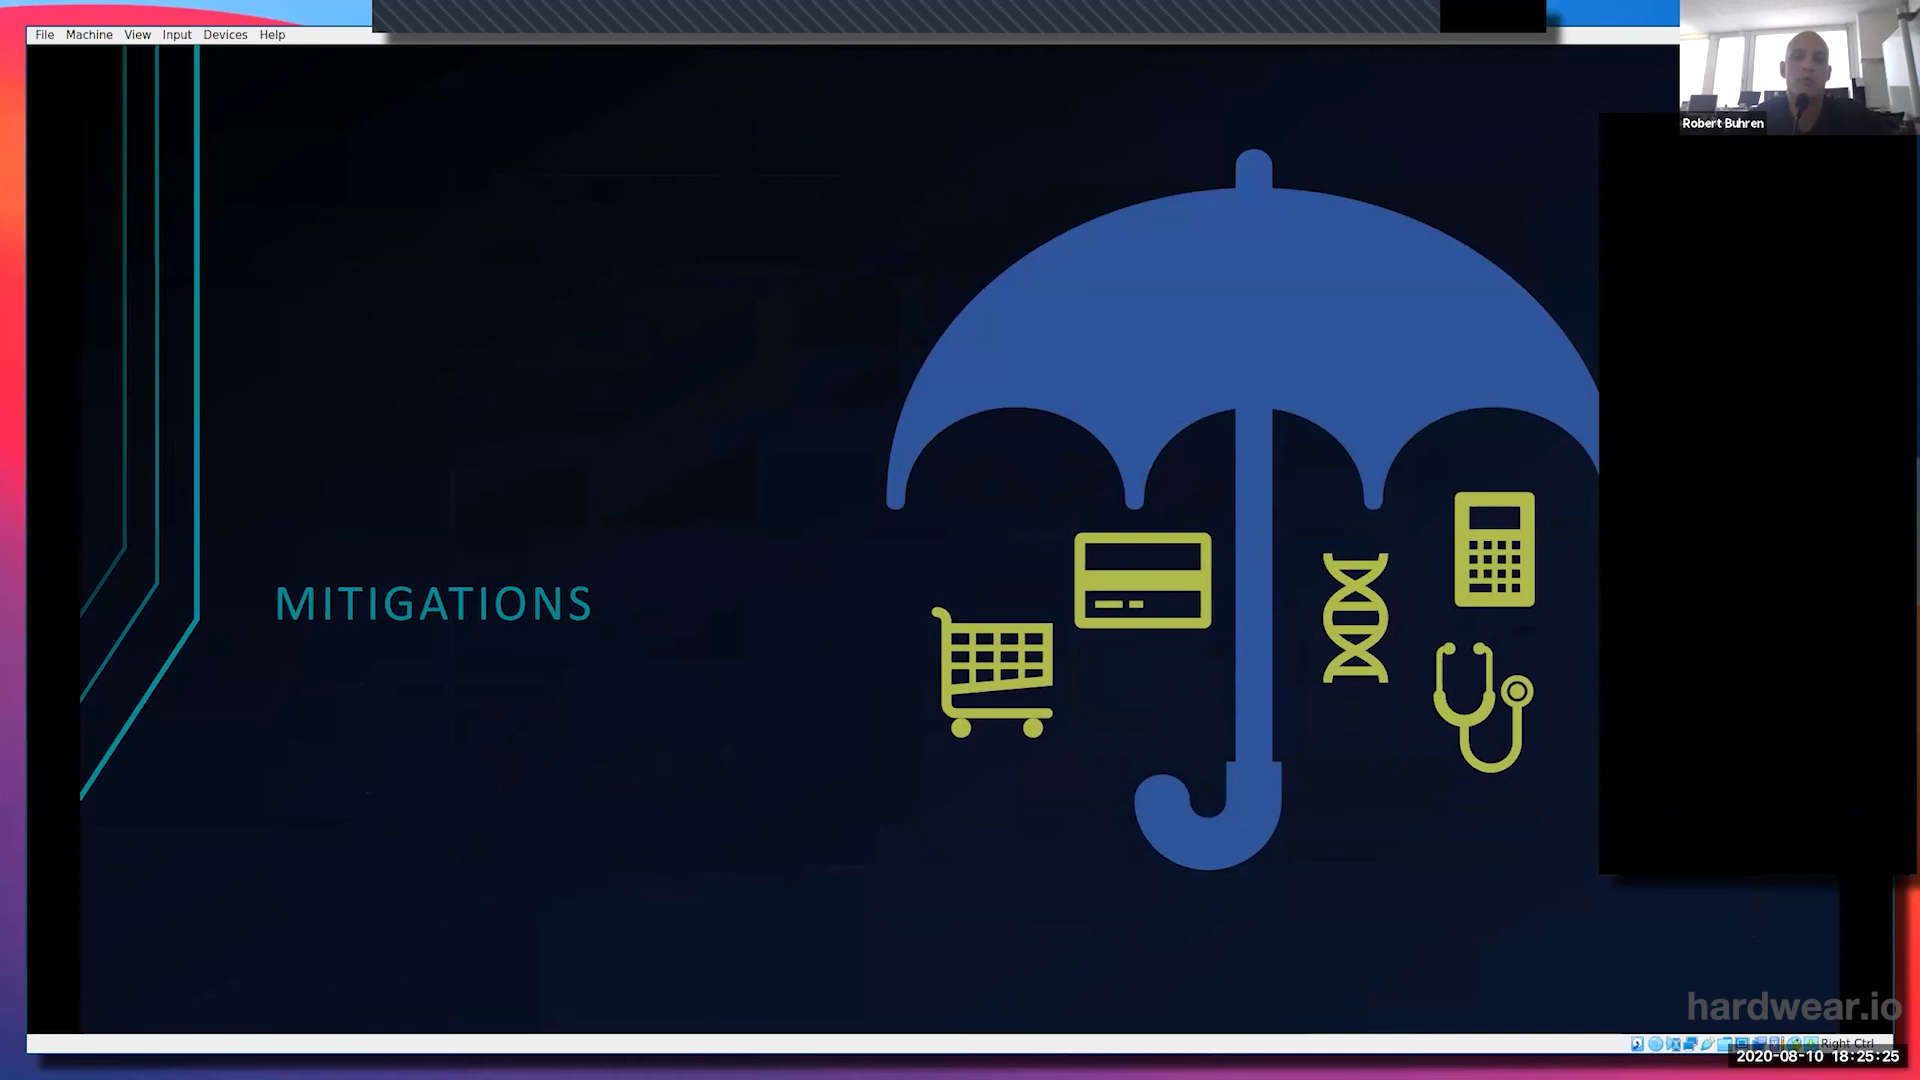 File Machine View Input Devices Help
Robert Buhren
MITIGATIONS
hardwear.io
Right Ctrl
2020-08-10 18:25:25